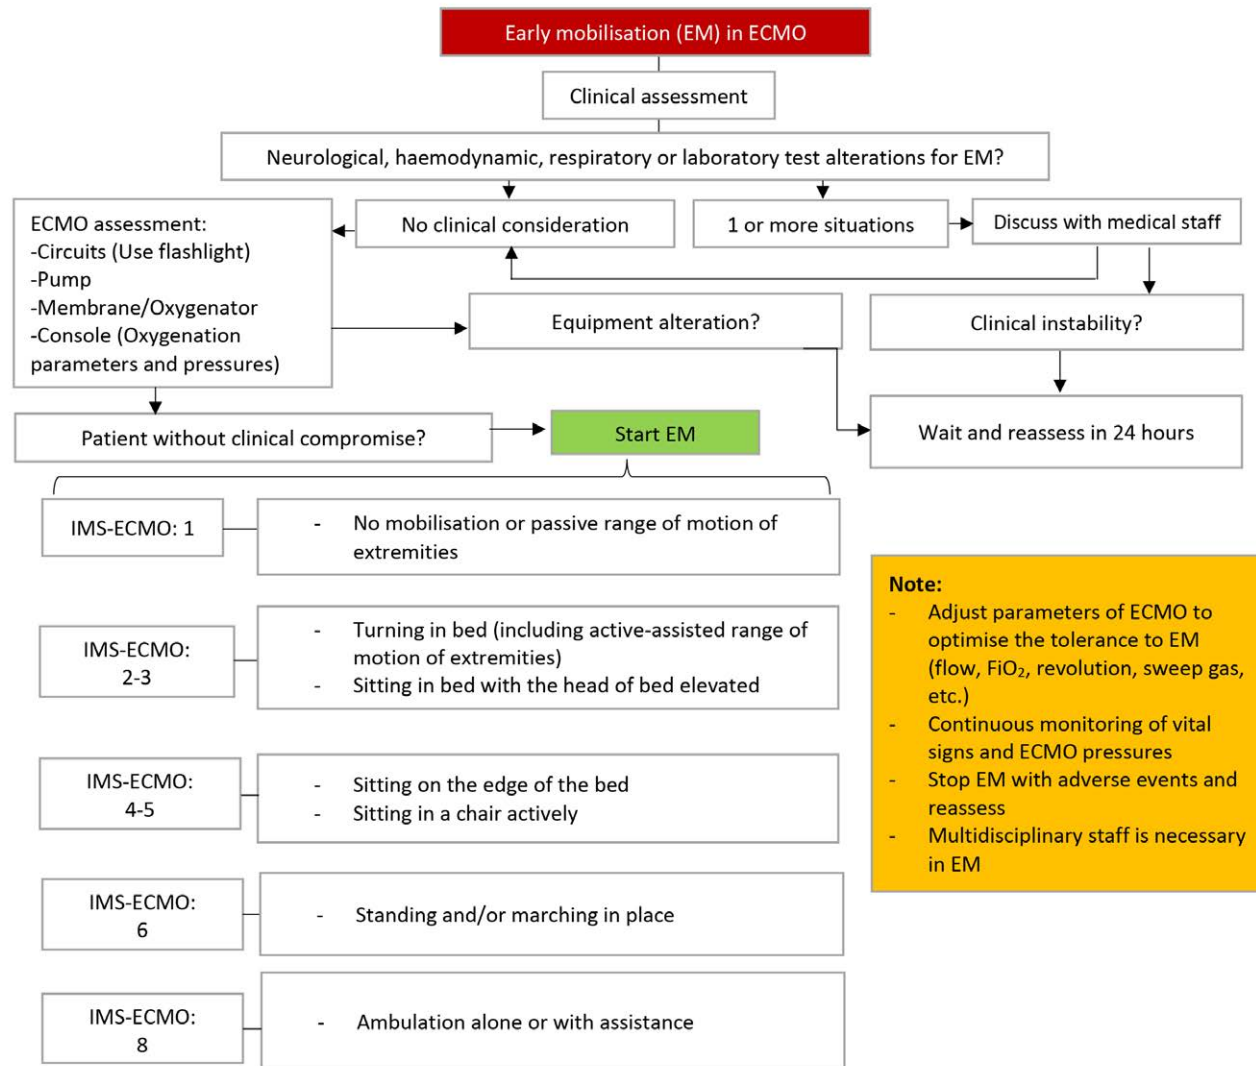 Early mobilisation (EM) in ECMO
Clinical assessment
Neurological, haemodynamic, respiratory or laboratory test alterations for EM?
ECMO assessment:
-Circuits (Use flashlight)
-Pump
-Membrane/Oxygenator
-Console (Oxygenation
parameters and pressures)
No clinical consideration
1 or more situations
Discuss with medical staff
Equipment alteration?
Clinical instability?
Patient without clinical compromise?
Start EM
Wait and reassess in 24 hours
IMS-ECMO: 1
- No mobilisation or passive range of motion of
extremities
IMS-ECMO:
2-3
- Turning in bed (including active-assisted range of
motion of extremities)
- Sitting in bed with the head of bed elevated
IMS-ECMO:
4-5
- Sitting on the edge of the bed
- Sitting in a chair actively
IMS-ECMO:
6
- Standing and/or marching in place
IMS-ECMO:
8
- Ambulation alone or with assistance
Note:
- Adjust parameters of ECMO to
optimise the tolerance to EM
(flow, FiO₂, revolution, sweep gas,
etc.)
- Continuous monitoring of vital
signs and ECMO pressures
- Stop EM with adverse events and
reassess
- Multidisciplinary staff is necessary
in EM